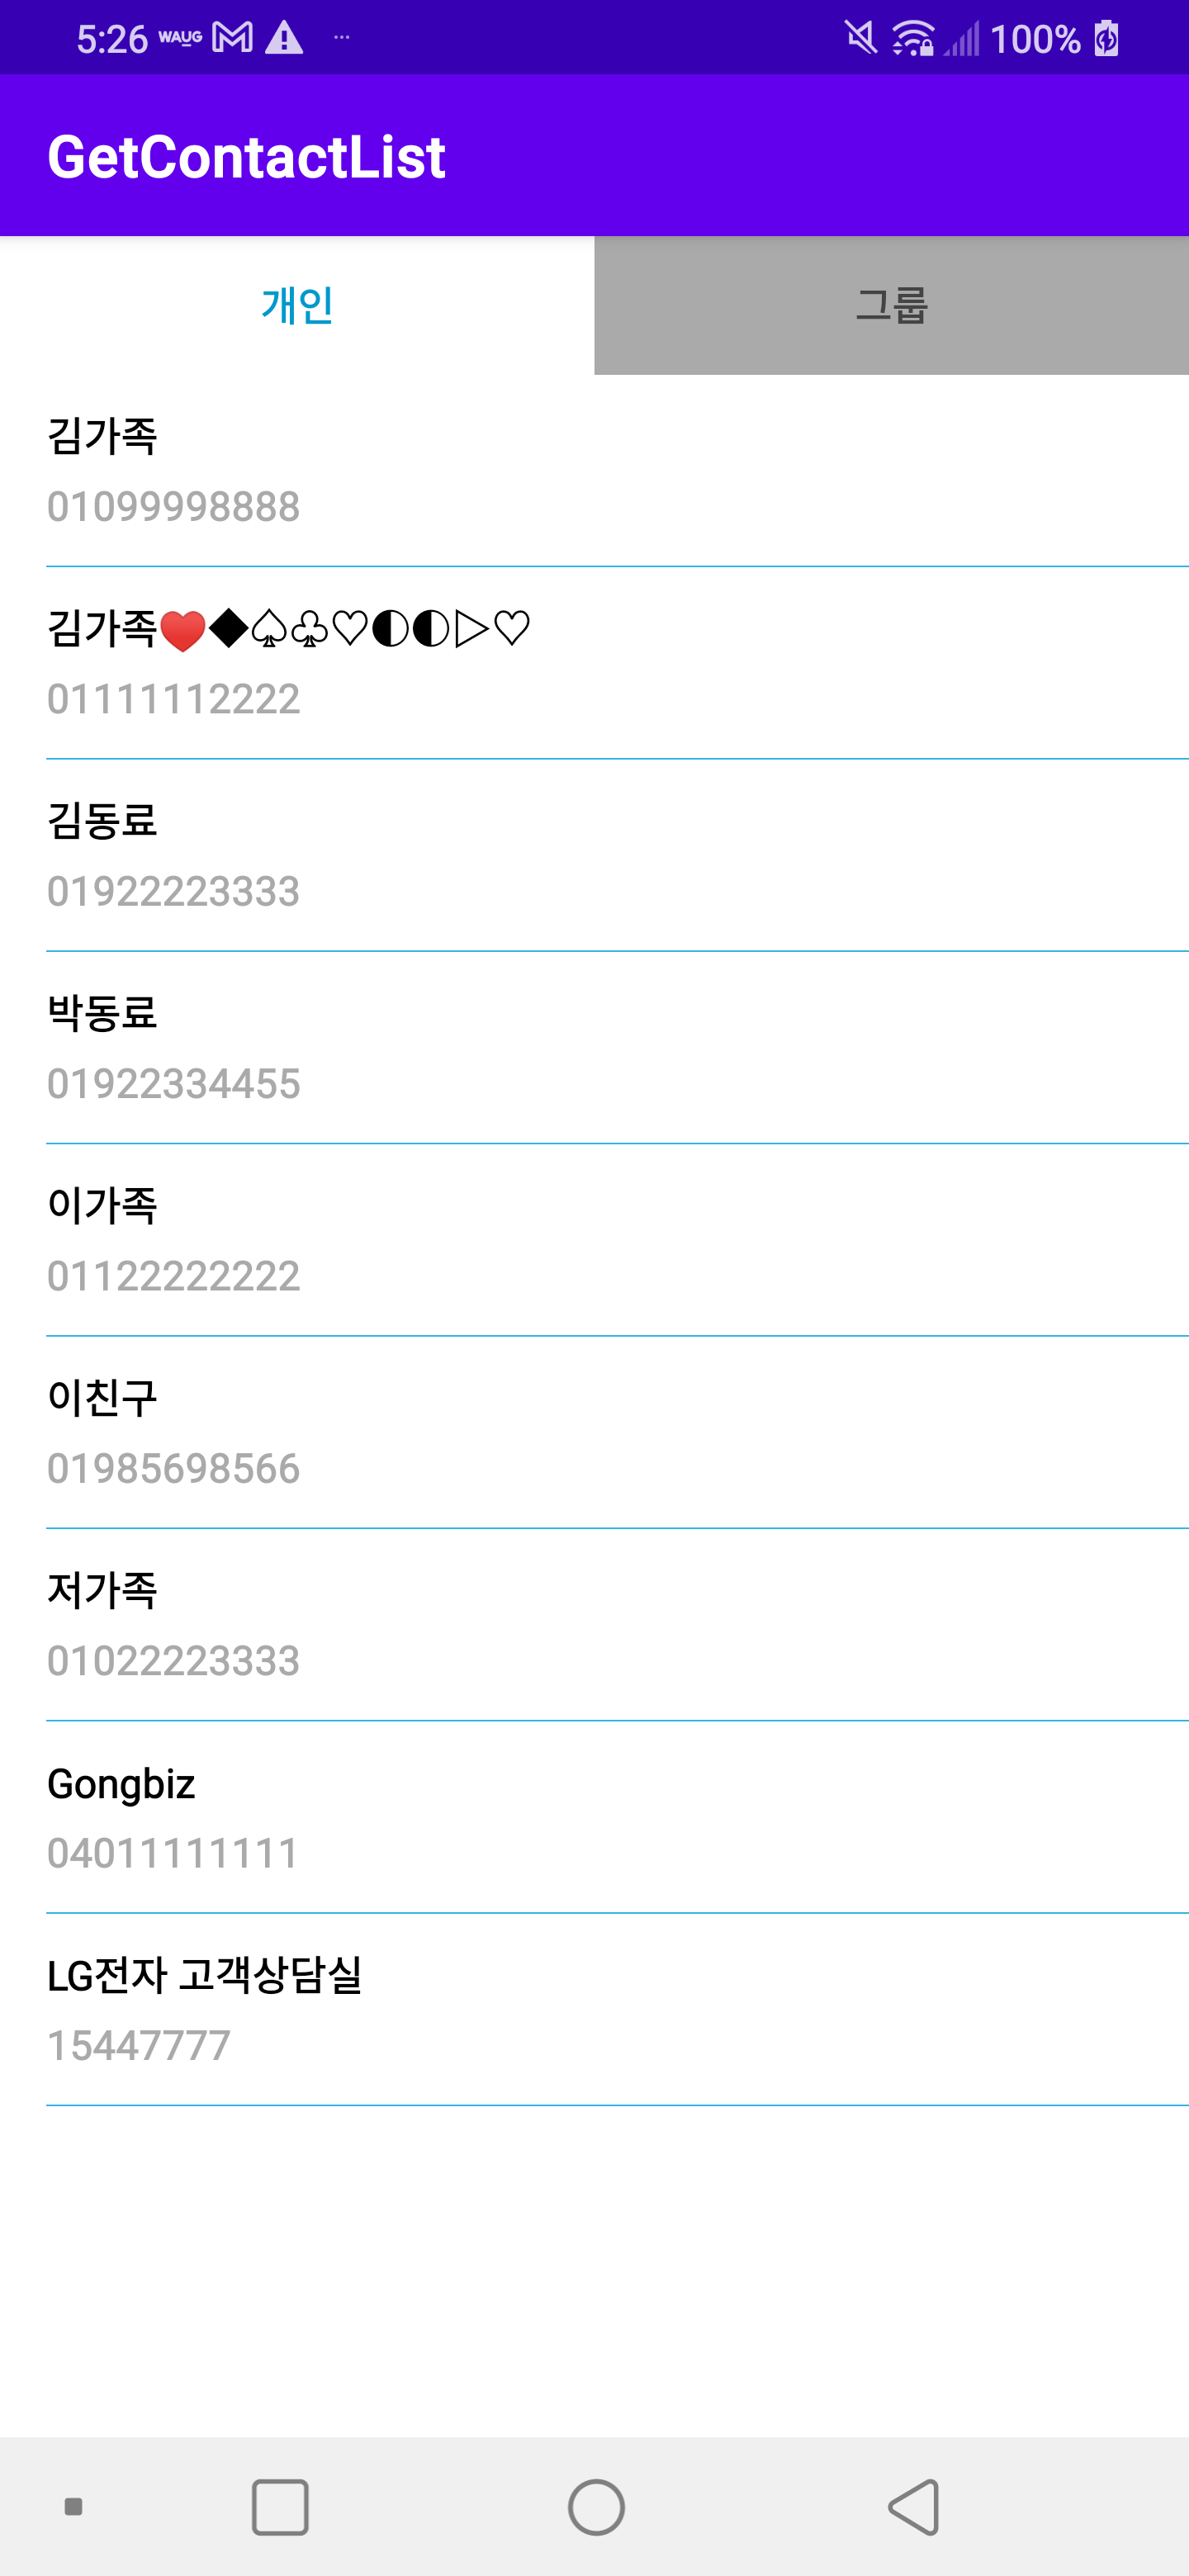 5:26 WAUG 100%
GetContactList
개인 그룹
김가족
01099998888
김가족❤️◆♤♧♡◐◐▷♡
01111112222
김동료
01922223333
박동료
01922334455
이가족
01122222222
이친구
01985698566
저가족
01022223333
Gongbiz
04011111111
LG전자 고객상담실
15447777